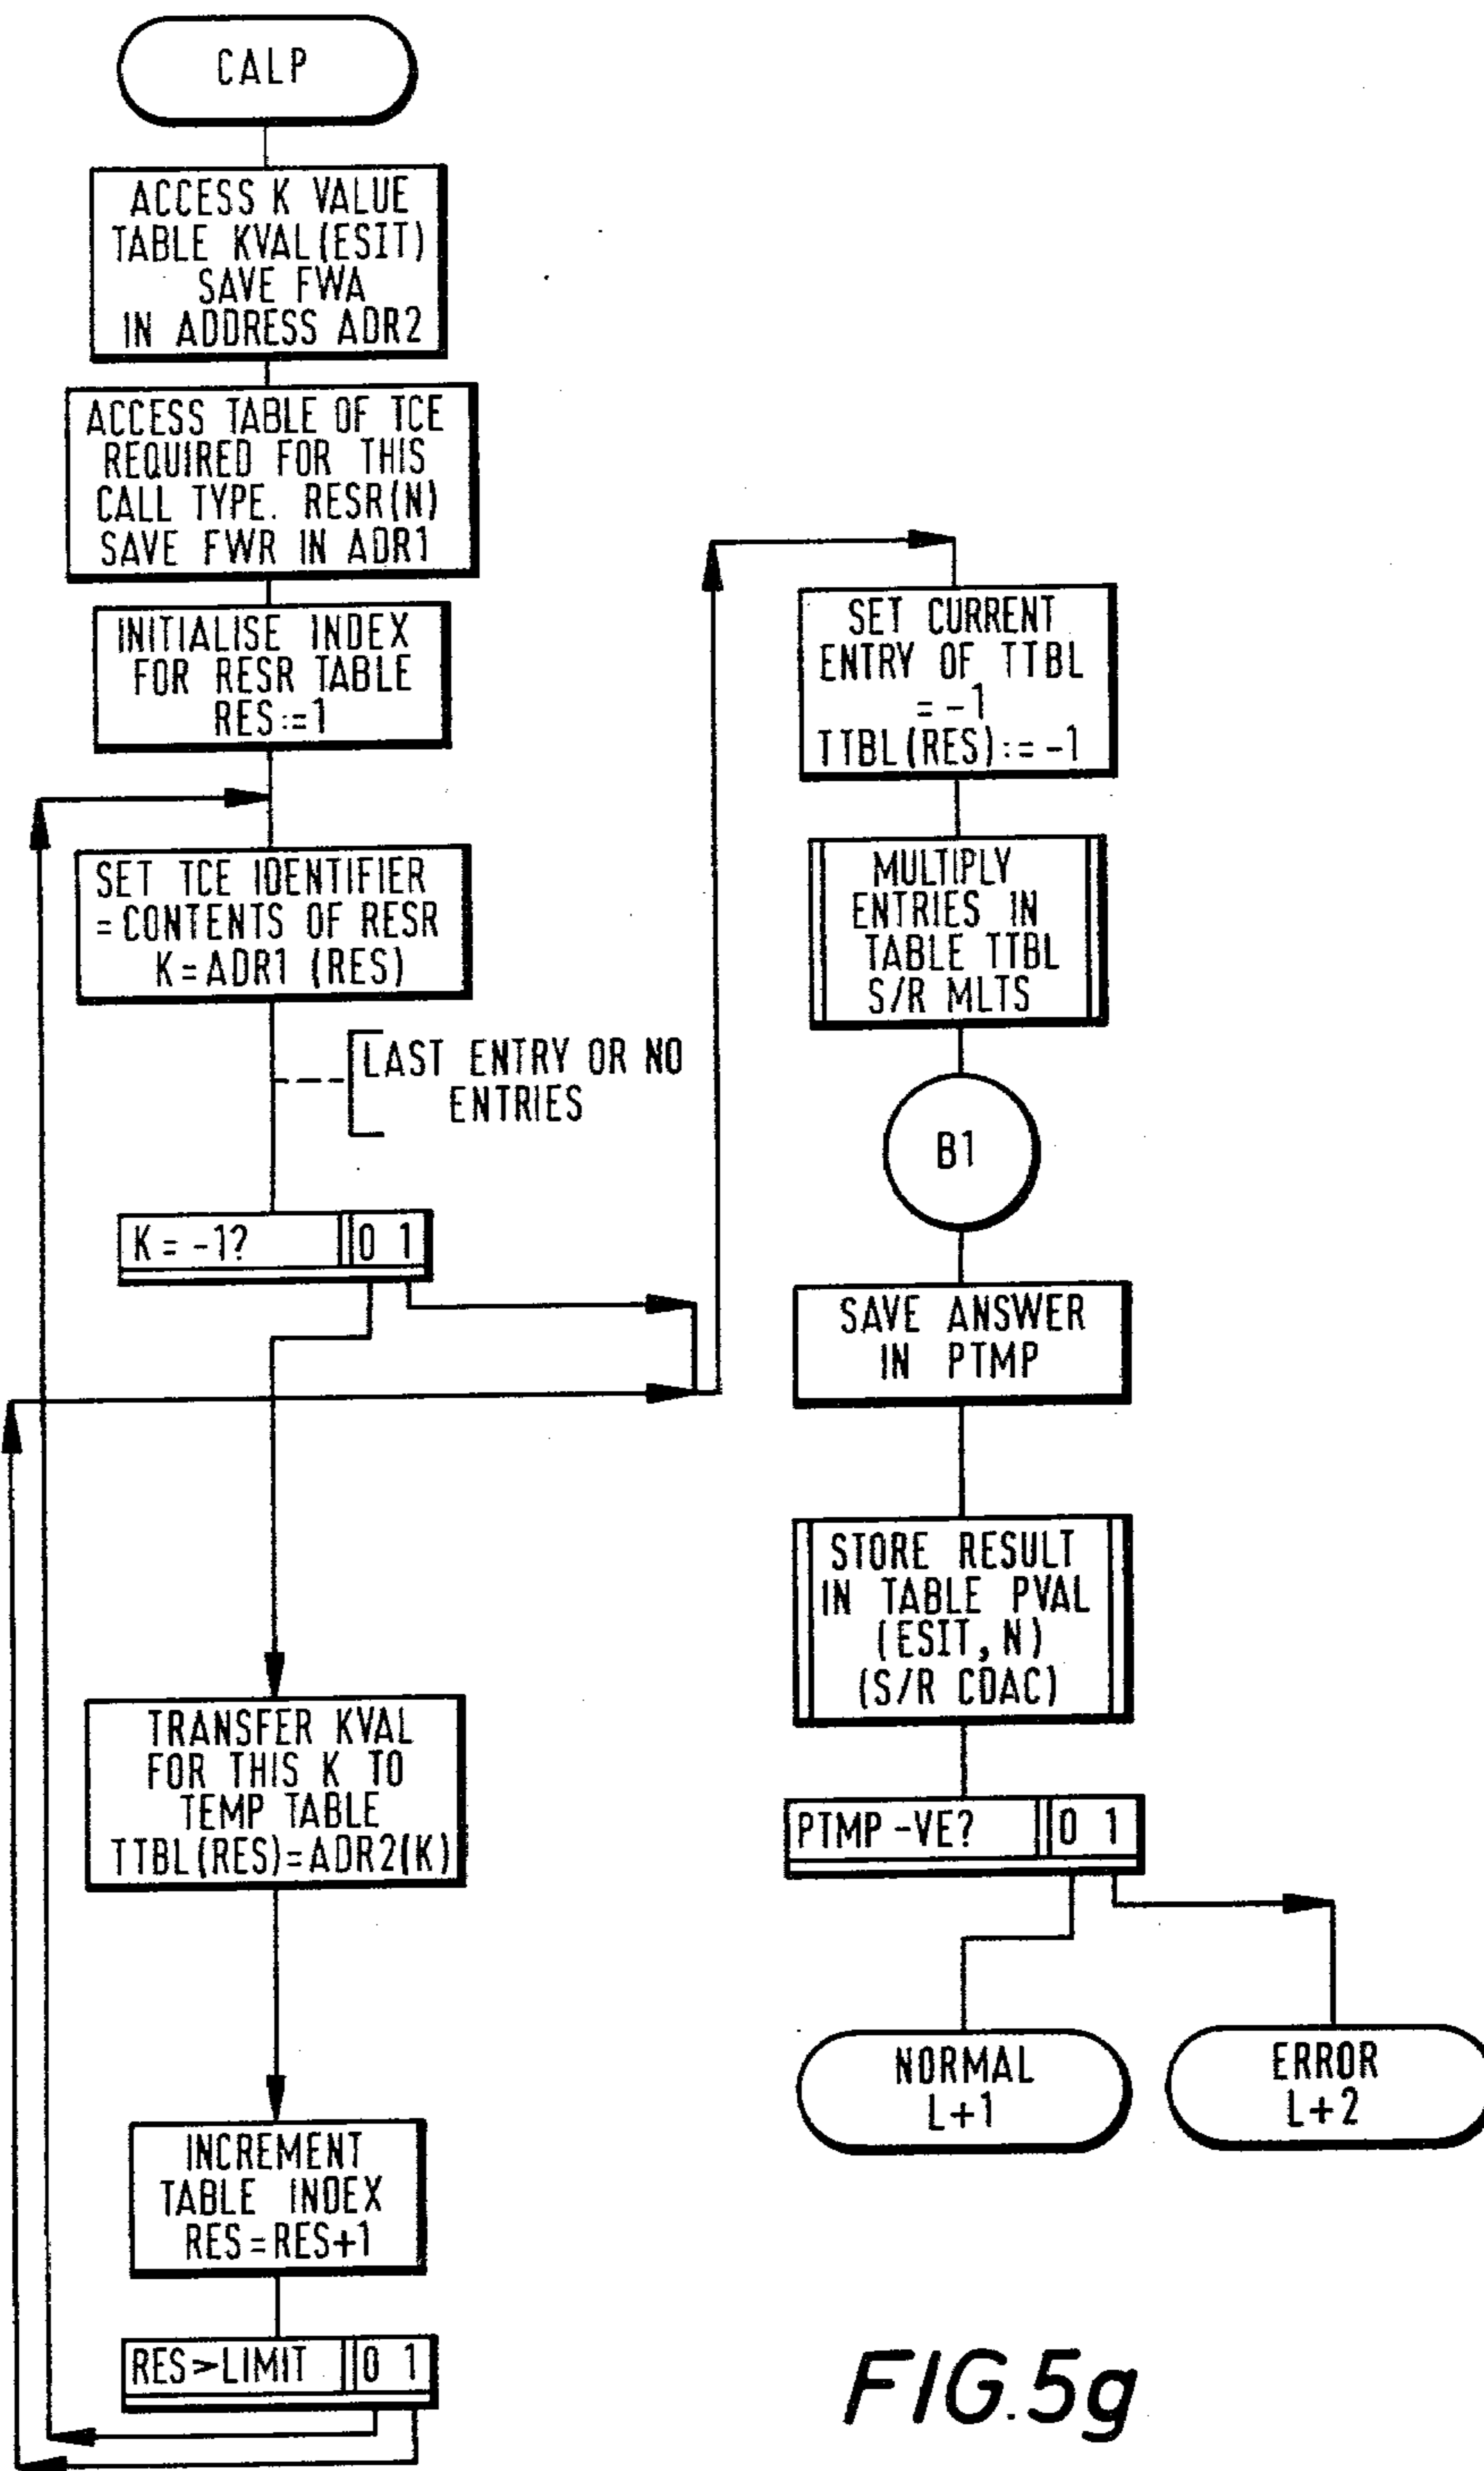 CALP
ACCESS K VALUE
TABLE KVAL(ESIT)
SAVE FWA
IN ADDRESS ADR2
ACCESS TABLE OF TCE
REQUIRED FOR THIS
CALL TYPE. RESR(N)
SAVE FWR IN ADR1
INITIALISE INDEX
FOR RESR TABLE
RES:=1
SET TCE IDENTIFIER
=CONTENTS OF RESR
K=ADR1 (RES)
LAST ENTRY OR NO
ENTRIES
K= -1? 0 1
TRANSFER KVAL
FOR THIS K TO
TEMP TABLE
TTBL(RES)=ADR2(K)
INCREMENT
TABLE INDEX
RES=RES+1
RES>LIMIT 0 1
SET CURRENT
ENTRY OF TTBL
= -1
TTBL(RES):= -1
MULTIPLY
ENTRIES IN
TABLE TTBL
S/R MLTS
B1
SAVE ANSWER
IN PTMP
STORE RESULT
IN TABLE PVAL
(ESIT, N)
(S/R CDAC)
PTMP -VE? 0 1
NORMAL
L+1
ERROR
L+2
FIG.5g